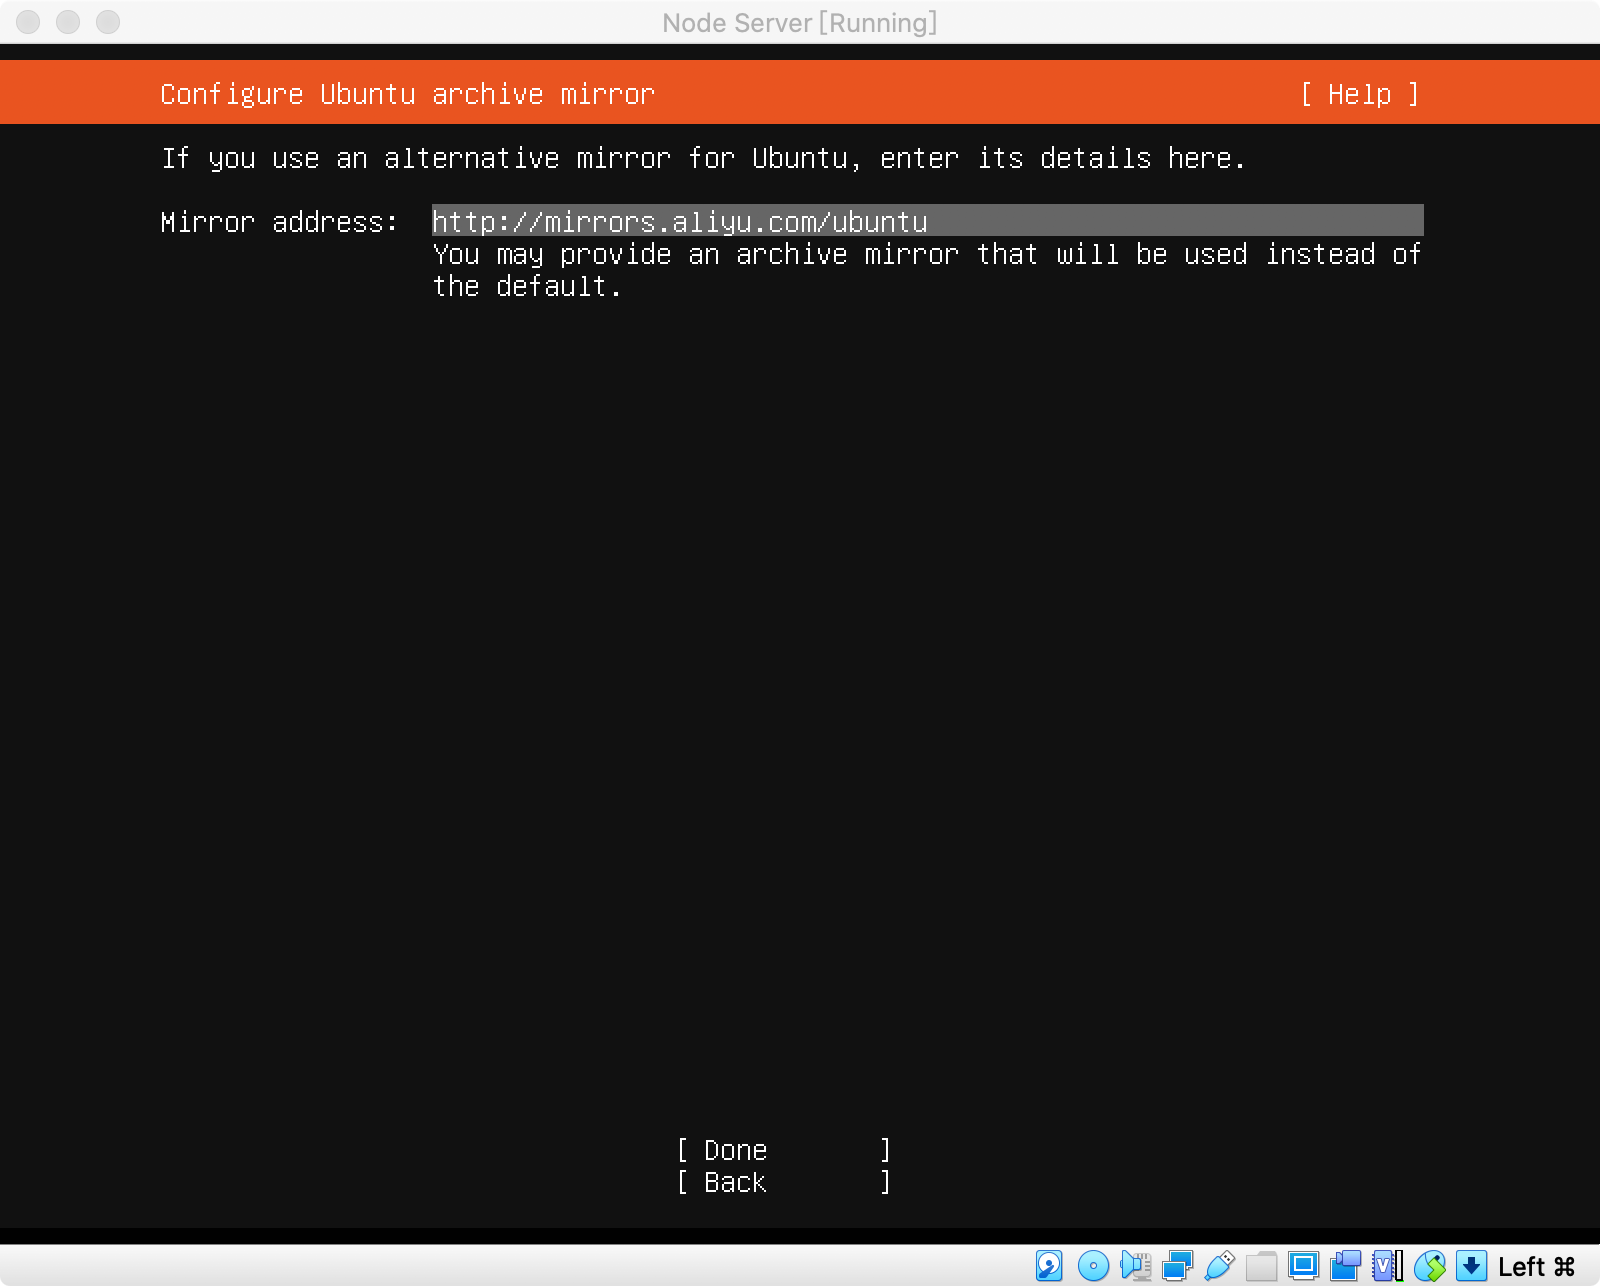 Node Server [Running]
Configure Ubuntu archive mirror [ Help ]
If you use an alternative mirror for Ubuntu, enter its details here.
Mirror address: http://mirrors.aliyu.com/ubuntu
You may provide an archive mirror that will be used instead of
the default.
[ Done ]
[ Back ]
Left ⌘